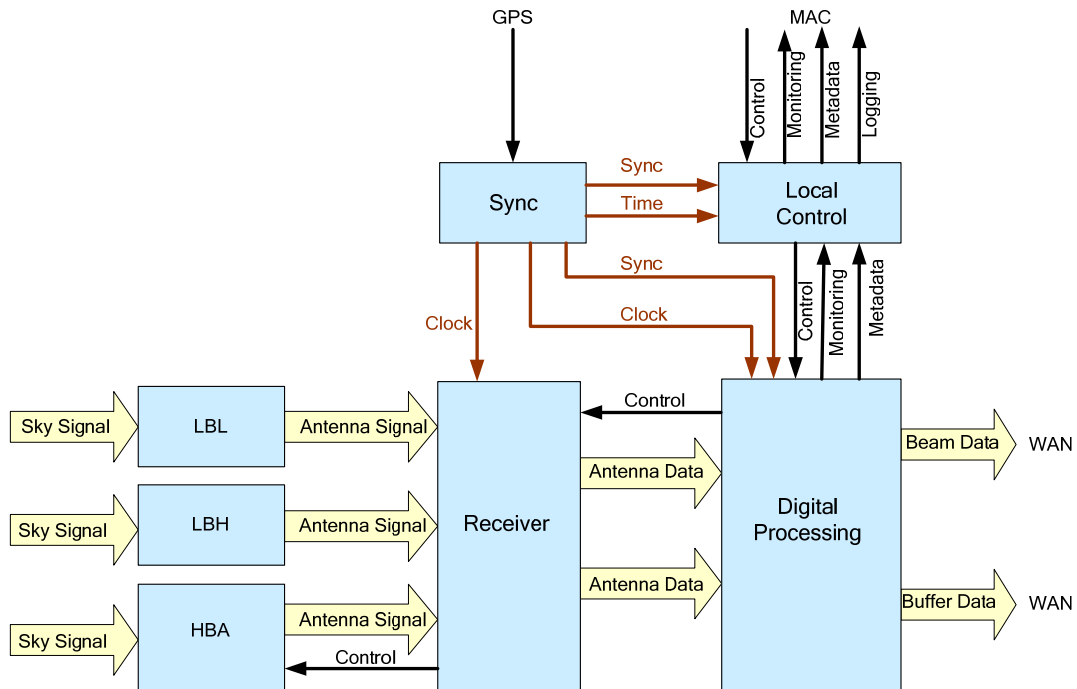 GPS
MAC
Control
Monitoring
Metadata
Logging
Sync
Sync
Time
Local
Control
Sync
Clock
Clock
Control
Monitoring
Metadata
Sky Signal
LBL
Antenna Signal
Receiver
Control
Antenna Data
Digital
Processing
Beam Data
WAN
Sky Signal
LBH
Antenna Signal
Antenna Data
Buffer Data
WAN
Sky Signal
HBA
Antenna Signal
Control